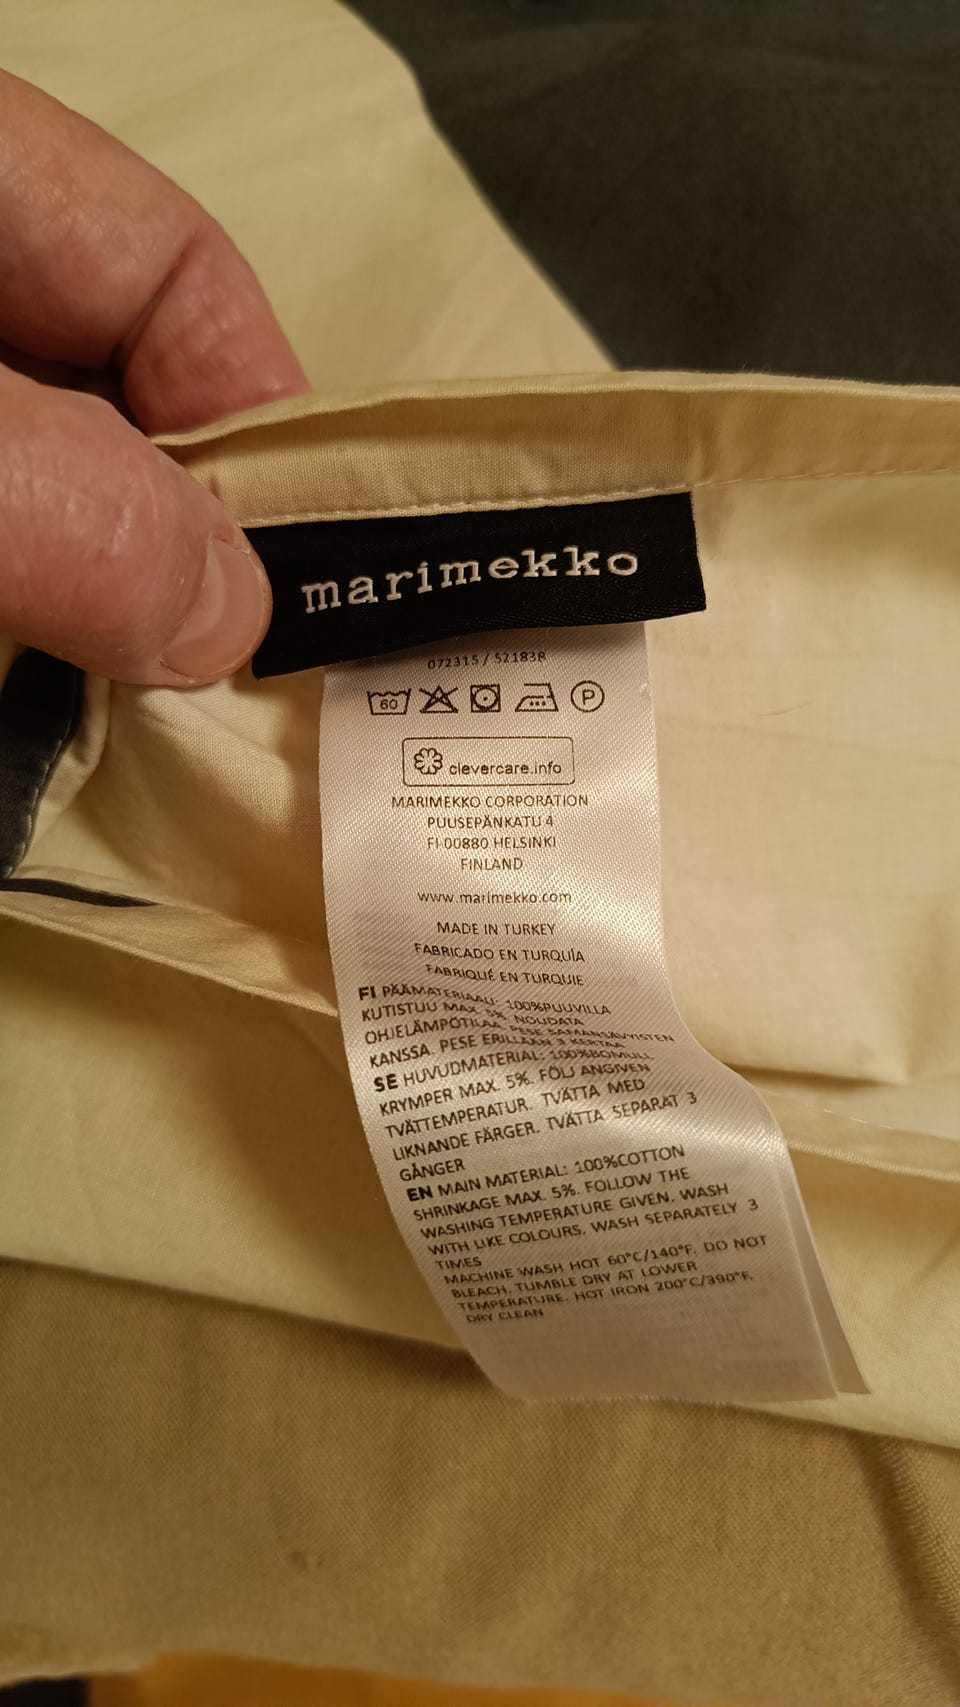 marimekko
072315 / 521838
60
P
clevercare.info
MARIMEKKO CORPORATION
PUUSEPÄNKATU 4
FI-00880 HELSINKI
FINLAND
www.marimekko.com
MADE IN TURKEY
FABRICADO EN TURQUÍA
FABRIQUÉ EN TURQUIE
FI PÄÄMATERIAALI: 100%PUUVILLA
KUTISTUU MAX. 5%. NOUDATA
OHJELÄMPÖTILAA. PESE SAMANSÄVYISTEN
KANSSA. PESE ERILLÄÄN 3 KERTAA
SE HUVUDMATERIAL: 100%BOMULL
KRYMPER MAX. 5%. FÖLJ ANGIVEN
TVÄTTEMPERATUR. TVÄTTA MED
LIKNANDE FÄRGER. TVÄTTA SEPARAT 3
GÅNGER
EN MAIN MATERIAL: 100%COTTON
SHRINKAGE MAX. 5%. FOLLOW THE
WASHING TEMPERATURE GIVEN. WASH
WITH LIKE COLOURS. WASH SEPARATELY 3
TIMES
MACHINE WASH HOT 60°C/140°F. DO NOT
BLEACH. TUMBLE DRY AT LOWER
TEMPERATURE. HOT IRON 200°C/390°F.
DRY CLEAN